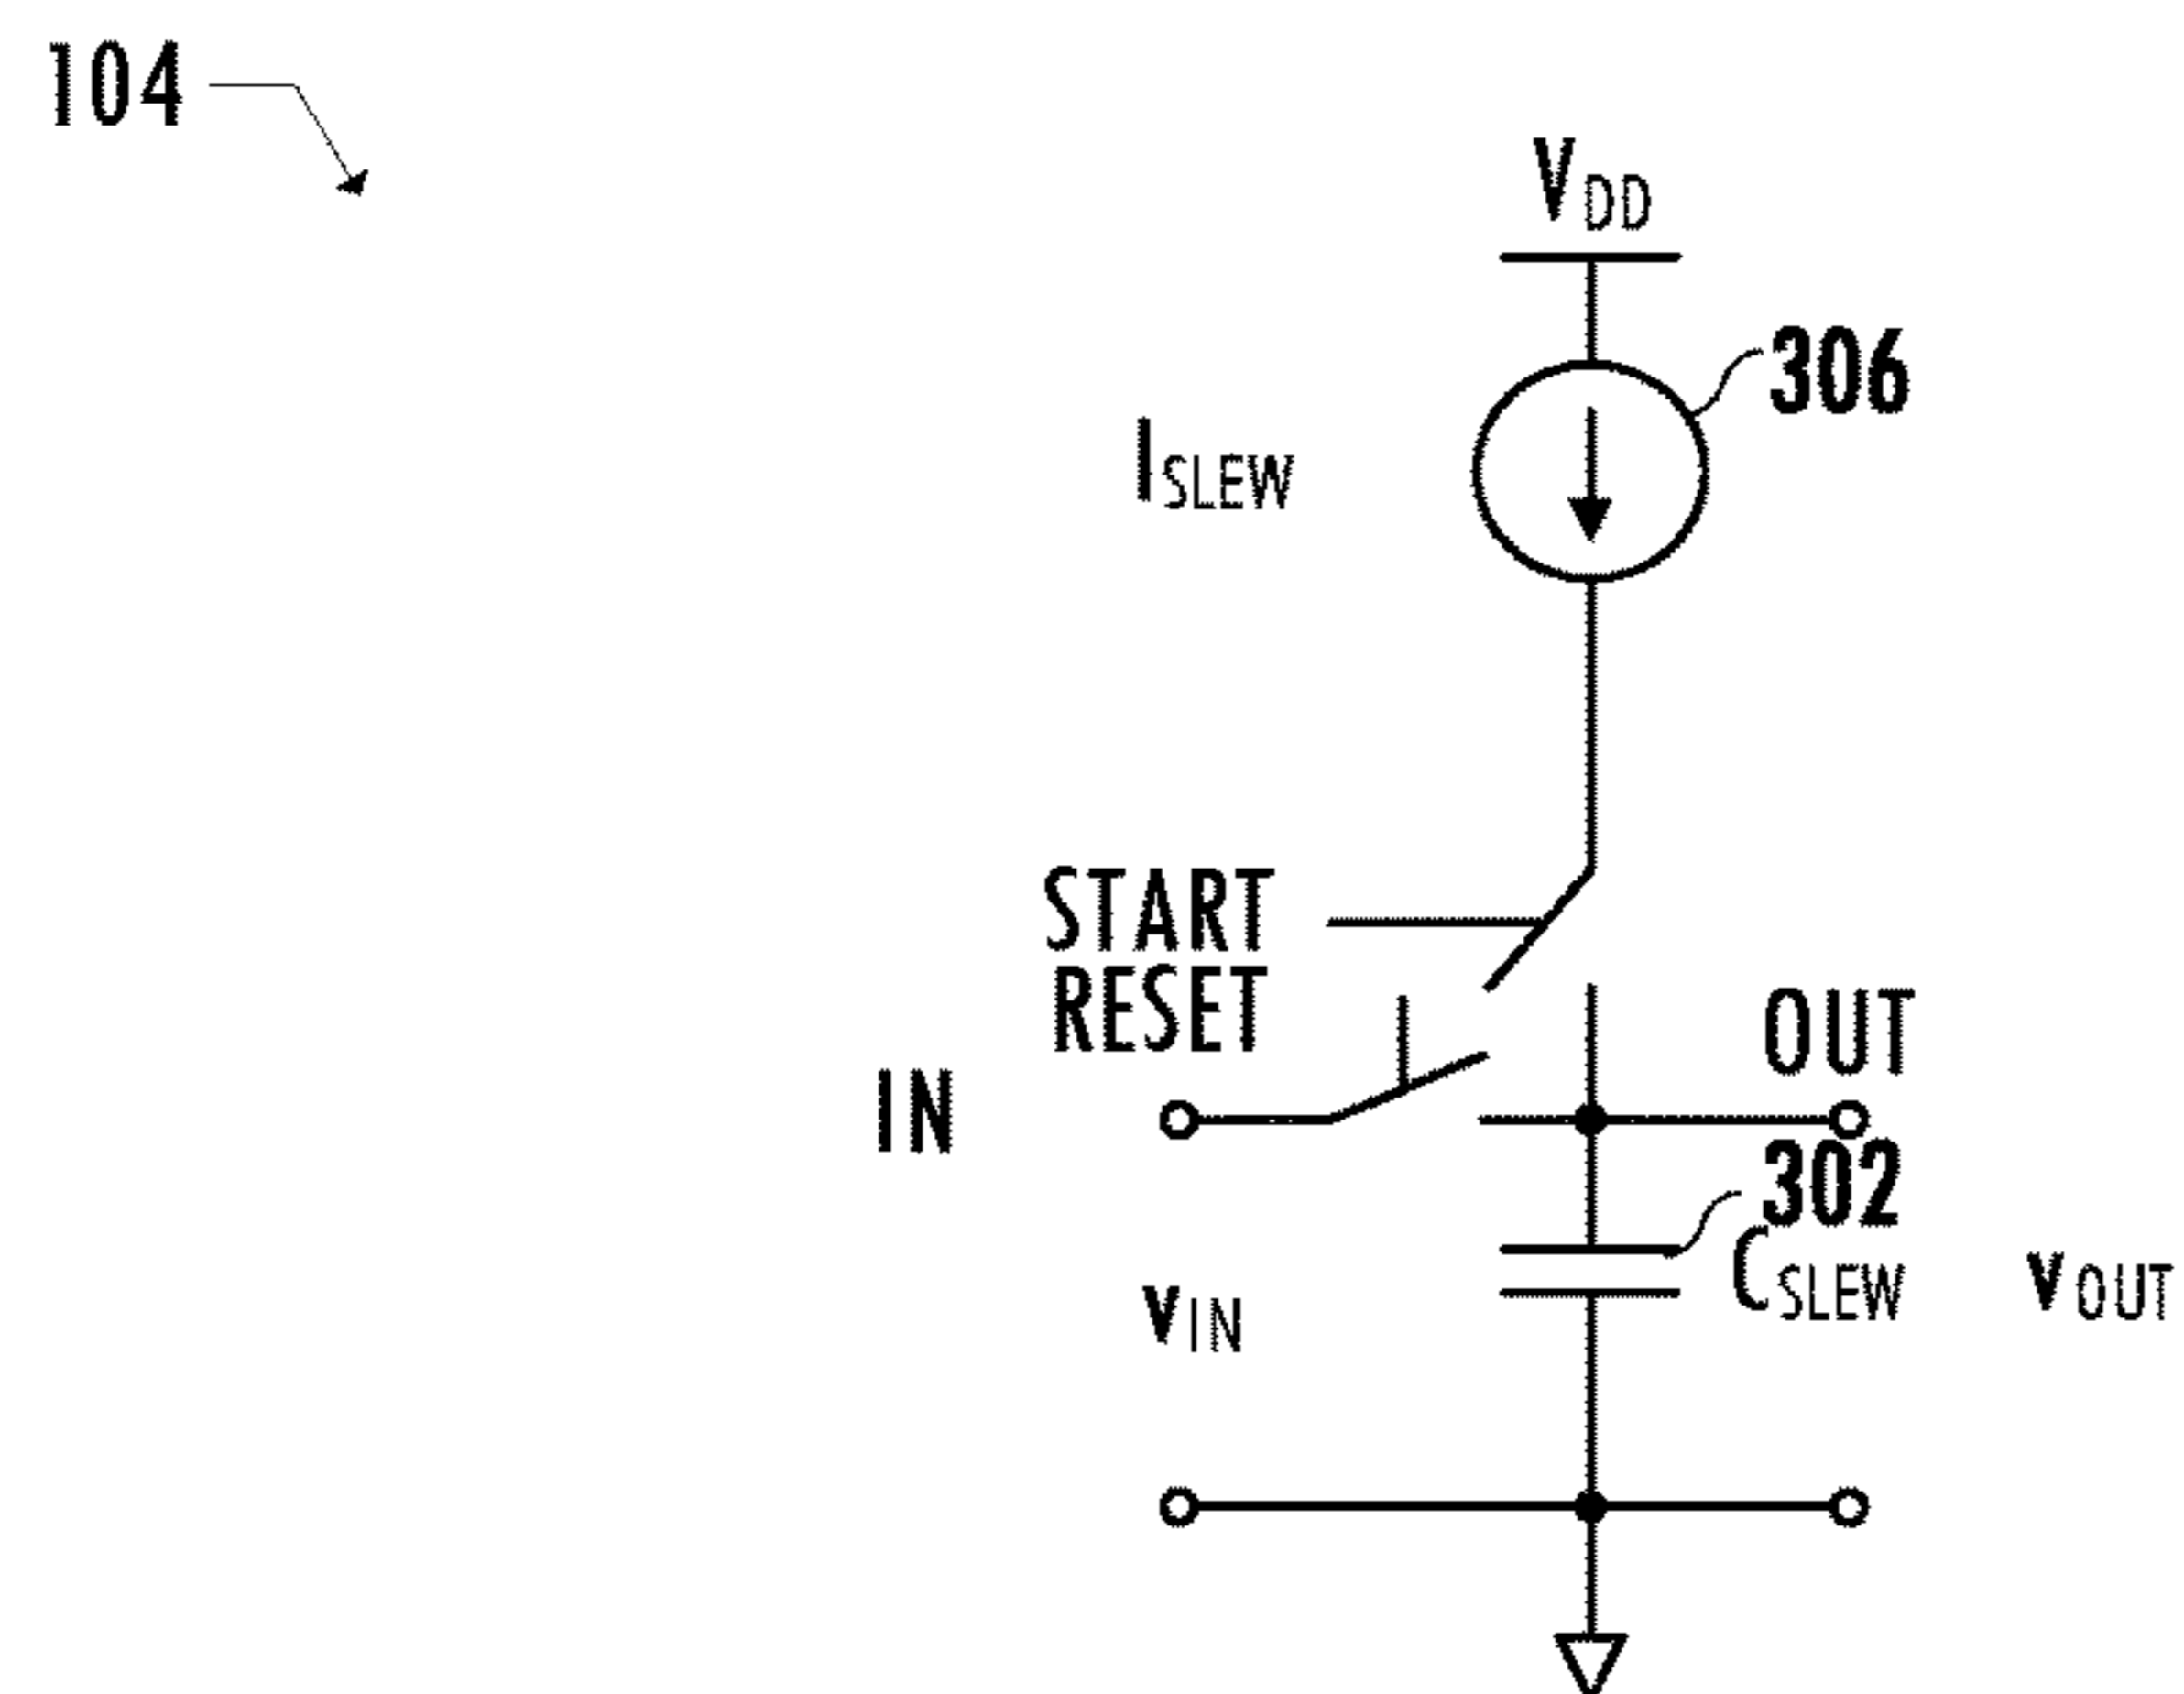 104
VDD
306
ISLEW
START
RESET
OUT
IN
302
CSLEW
VIN
VOUT